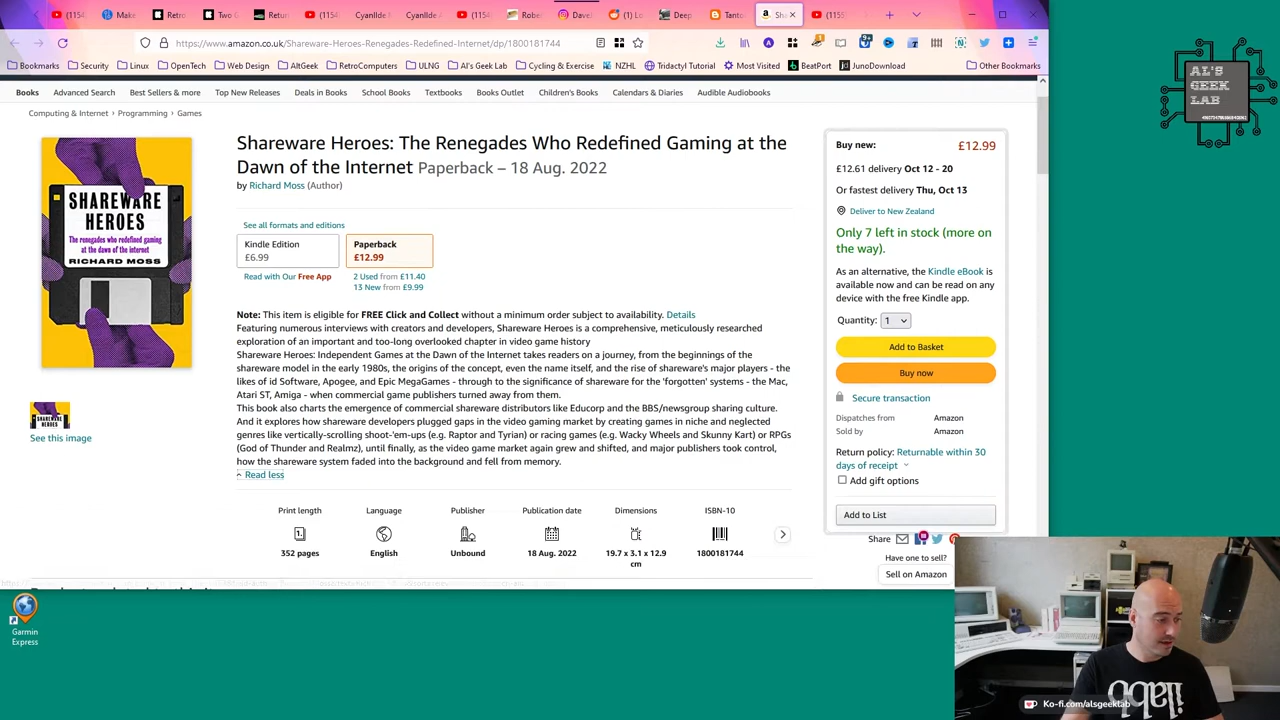 (1154
Make
Retro
Two G
Retur
(1154)
CyanIIde
CyanIIde A
(1154
Rober
DaveJ
(1) Lo
Deep
Tanto
Sha
(1155
https://www.amazon.co.uk/Shareware-Heroes-Renegades-Redefined-Internet/dp/1800181744
Bookmarks
Security
Linux
OpenTech
Web Design
AltGeek
RetroComputers
ULNG
Al's Geek Lab
Cycling & Exercise
NZHL
Tridactyl Tutorial
Most Visited
BeatPort
JunoDownload
Other Bookmarks
Books
Advanced Search
Best Sellers & more
Top New Releases
Deals in Books
School Books
Textbooks
Books Outlet
Children's Books
Calendars & Diaries
Audible Audiobooks
Computing & Internet › Programming › Games
SHAREWARE
HEROES
The renegades who redefined gaming
at the dawn of the internet
RICHARD MOSS
See this image
Shareware Heroes: The Renegades Who Redefined Gaming at the
Dawn of the Internet Paperback – 18 Aug. 2022
by Richard Moss (Author)
See all formats and editions
Kindle Edition
£6.99
Read with Our Free App
Paperback
£12.99
2 Used from £11.40
13 New from £9.99
Note: This item is eligible for FREE Click and Collect without a minimum order subject to availability. Details
Featuring numerous interviews with creators and developers, Shareware Heroes is a comprehensive, meticulously researched
exploration of an important and too-long overlooked chapter in video game history
Shareware Heroes: Independent Games at the Dawn of the Internet takes readers on a journey, from the beginnings of the
shareware model in the early 1980s, the origins of the concept, even the name itself, and the rise of shareware's major players - the
likes of id Software, Apogee, and Epic MegaGames - through to the significance of shareware for the 'forgotten' systems - the Mac,
Atari ST, Amiga - when commercial game publishers turned away from them.
This book also charts the emergence of commercial shareware distributors like Educorp and the BBS/newsgroup sharing culture.
And it explores how shareware developers plugged gaps in the video gaming market by creating games in niche and neglected
genres like vertically-scrolling shoot-'em-ups (e.g. Raptor and Tyrian) or racing games (e.g. Wacky Wheels and Skunny Kart) or RPGs
(God of Thunder and Realmz), until finally, as the video game market again grew and shifted, and major publishers took control,
how the shareware system faded into the background and fell from memory.
Read less
Print length
352 pages
Language
English
Publisher
Unbound
Publication date
18 Aug. 2022
Dimensions
19.7 x 3.1 x 12.9
cm
ISBN-10
1800181744
Buy new:
£12.99
£12.61 delivery Oct 12 - 20
Or fastest delivery Thu, Oct 13
Deliver to New Zealand
Only 7 left in stock (more on
the way).
As an alternative, the Kindle eBook is
available now and can be read on any
device with the free Kindle app.
Quantity: 1
Add to Basket
Buy now
Secure transaction
Dispatches from Amazon
Sold by Amazon
Return policy: Returnable within 30
days of receipt
Add gift options
Add to List
Share
Have one to sell?
Sell on Amazon
AL'S
GEEK
LAB
Garmin
Express
Ko-fi.com/alsgeeklab